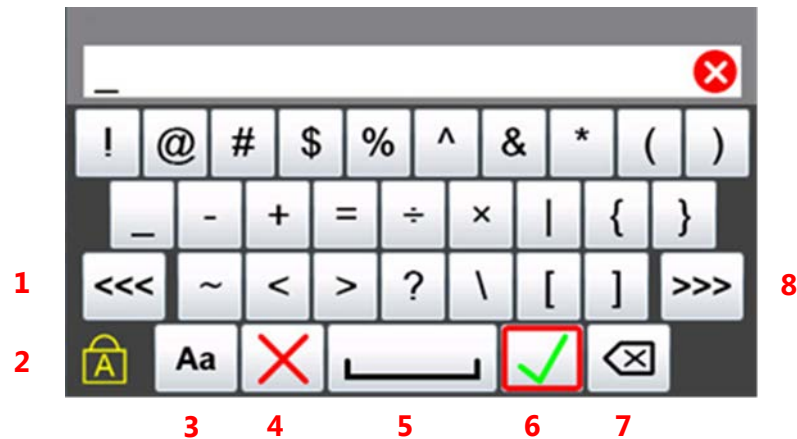 _
! @ # $ % ^ & * ( )
_ - + = ÷ × | { }
1 <<< ~ < > ? \ [ ] >>> 8
2 A Aa
3 4 5 6 7